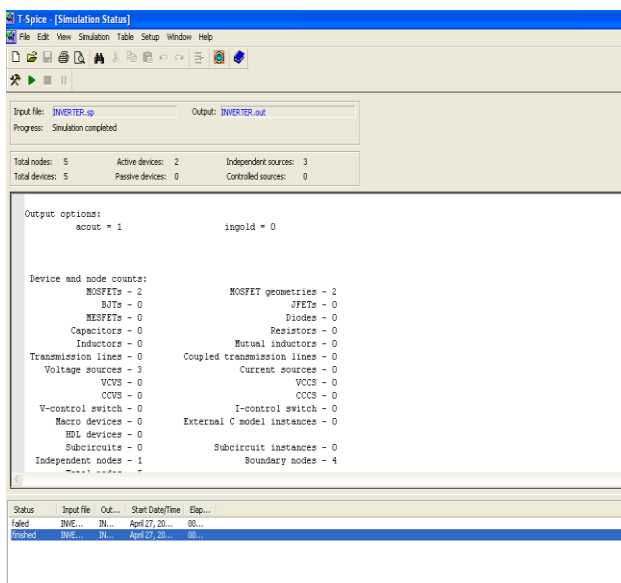 T-Spice - [Simulation Status]
File Edit View Simulation Table Setup Window Help
Input file: INVERTER.sp Output: INVERTER.out
Progress: Simulation completed
Total nodes: 5 Active devices: 2 Independent sources: 3
Total devices: 5 Passive devices: 0 Controlled sources: 0
Output options:
acout = 1 ingold = 0
Device and node counts:
MOSFETs - 2 MOSFET geometries - 2
BJTs - 0 JFETs - 0
MESFETs - 0 Diodes - 0
Capacitors - 0 Resistors - 0
Inductors - 0 Mutual inductors - 0
Transmission lines - 0 Coupled transmission lines - 0
Voltage sources - 3 Current sources - 0
VCVS - 0 VCCS - 0
CCVS - 0 CCCS - 0
V-control switch - 0 I-control switch - 0
Macro devices - 0 External C model instances - 0
HDL devices - 0
Subcircuits - 0 Subcircuit instances - 0
Independent nodes - 1 Boundary nodes - 4
Total nodes - 5
Status Input file Out... Start Date/Time Elap...
failed INVE... IN... April 27, 20... 00...
finished INVE... IN... April 27, 20... 00...